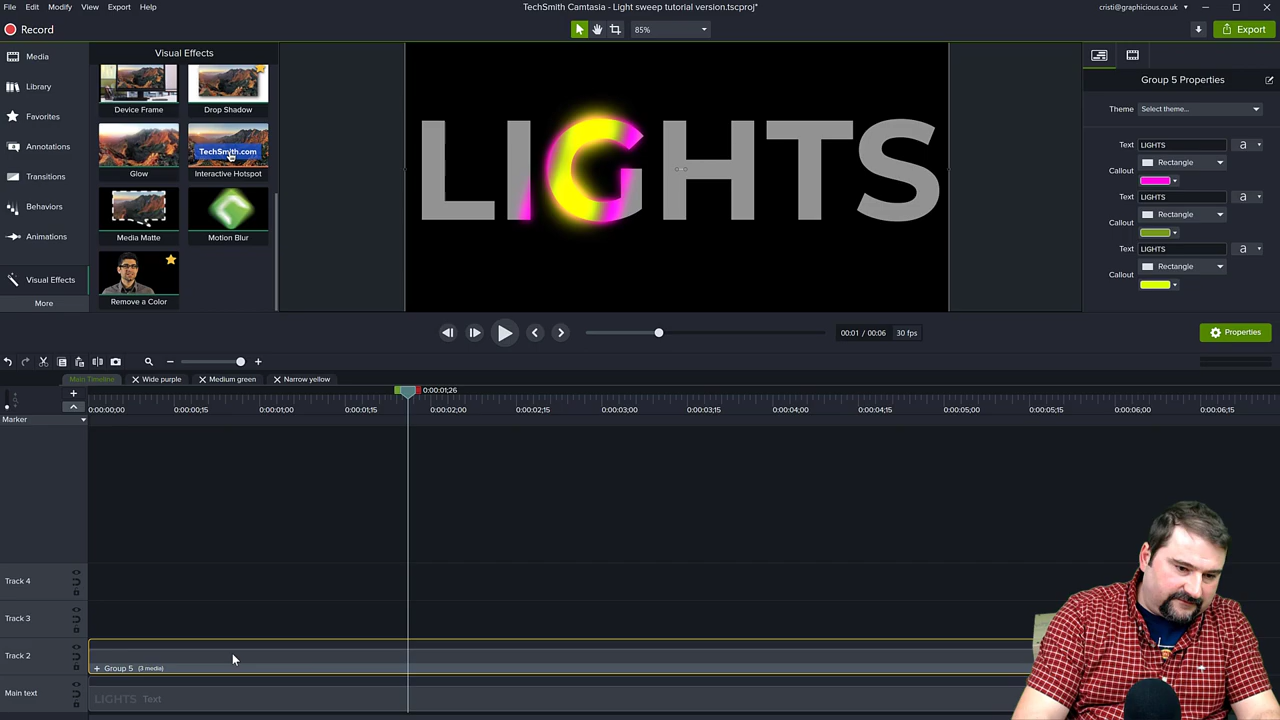 TechSmith Camtasia - Light sweep tutorial version.tscproj*
File Edit Modify View Export Help
cristi@graphicious.co.uk
Record
85%
Export
Media
Library
Favorites
Annotations
Transitions
Behaviors
Animations
Visual Effects
More
Visual Effects
Device Frame
Drop Shadow
Glow
TechSmith.com
Interactive Hotspot
Media Matte
Motion Blur
Remove a Color
LIGHTS
Group 5 Properties
Theme Select theme...
Text LIGHTS a
Callout Rectangle
Text LIGHTS a
Callout Rectangle
Text LIGHTS a
Callout Rectangle
00:01 / 00:06 30 fps
Properties
Main Timeline Wide purple Medium green Narrow yellow
0:00:01;26
0:00:00;00 0:00:00;15 0:00:01;00 0:00:01;15 0:00:02;00 0:00:02;15 0:00:03;00 0:00:03;15 0:00:04;00 0:00:04;15 0:00:05;00 0:00:05;15 0:00:06;00 0:00:06;15
Marker
Track 4
Track 3
Track 2
+ Group 5 (3 media)
Main text
LIGHTS Text